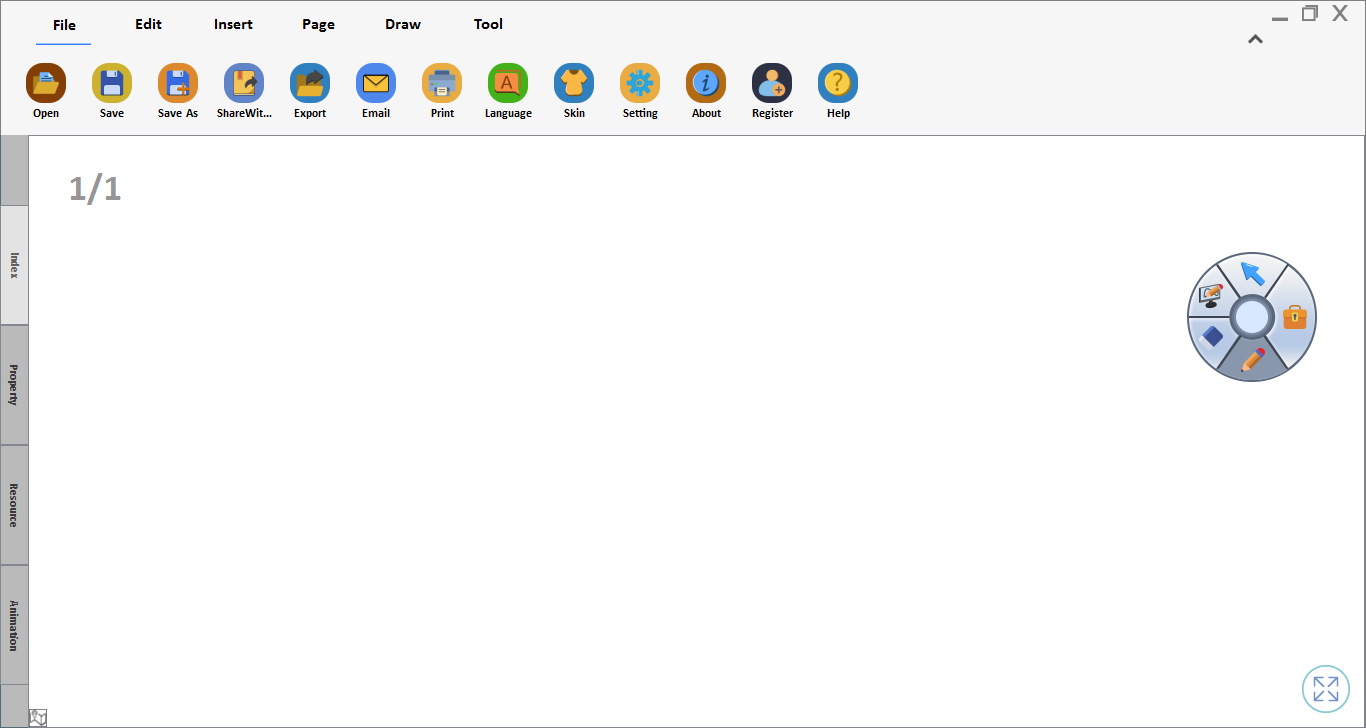 File Edit Insert Page Draw Tool
Open Save Save As ShareWit... Export Email Print Language Skin Setting About Register Help
1/1
Index
Property
Resource
Animation